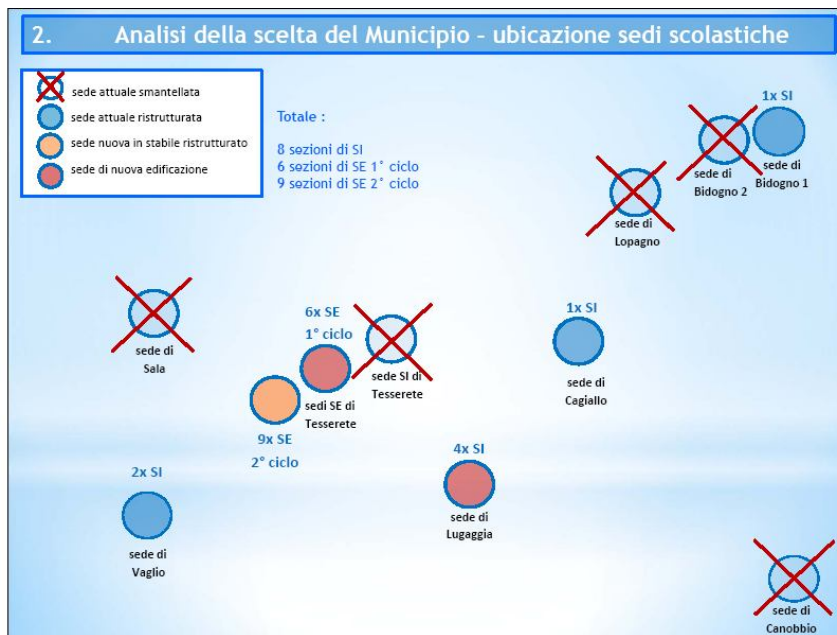 2. Analisi della scelta del Municipio - ubicazione sedi scolastiche
sede attuale smantellata
sede attuale ristrutturata
sede nuova in stabile ristrutturato
sede di nuova edificazione
Totale :
8 sezioni di SI
6 sezioni di SE 1° ciclo
9 sezioni di SE 2° ciclo
1x SI
sede di
Bidogno 1
sede di
Bidogno 2
sede di
Lopagno
sede di
Sala
6x SE
1° ciclo
sedi SE di
Tesserete
sede SI di
Tesserete
1x SI
sede di
Cagiallo
9x SE
2° ciclo
2x SI
sede di
Vaglio
4x SI
sede di
Lugaggia
sede di
Canobbio